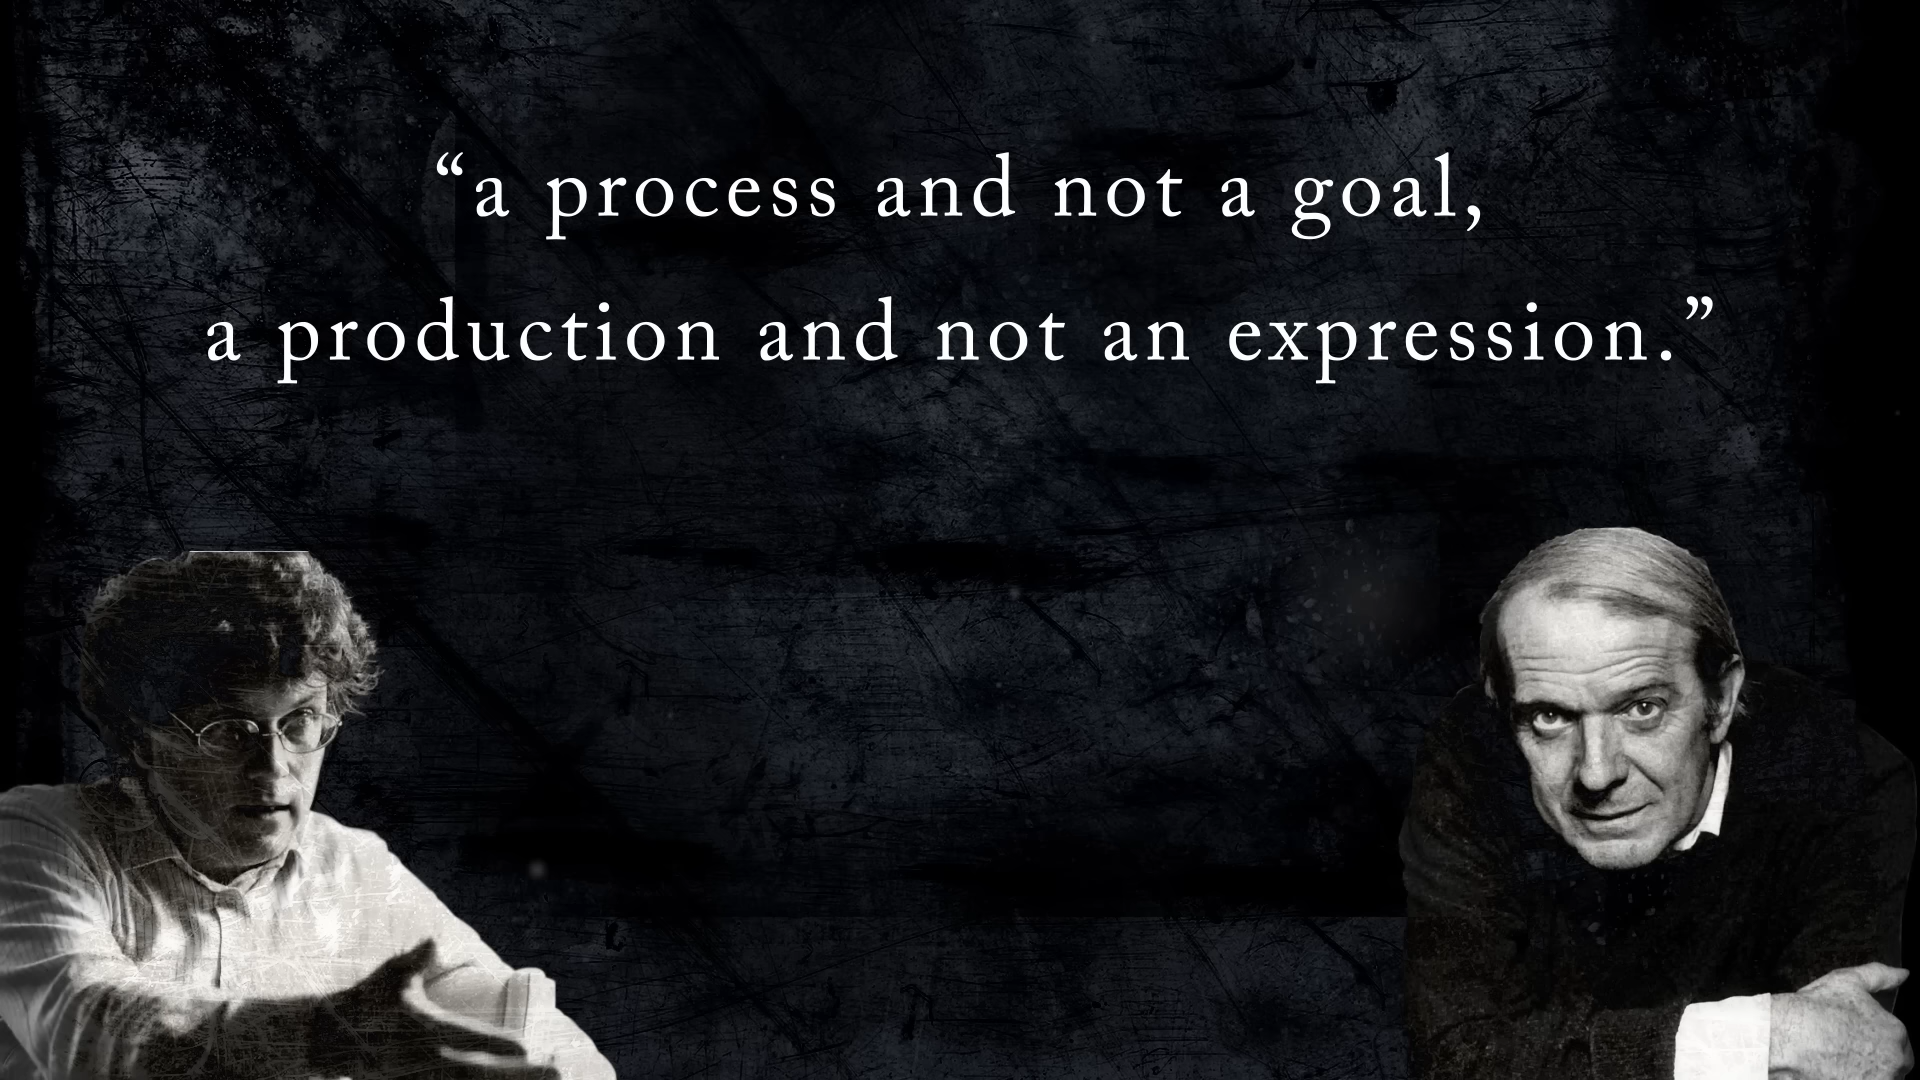 “a process and not a goal,
a production and not an expression.”